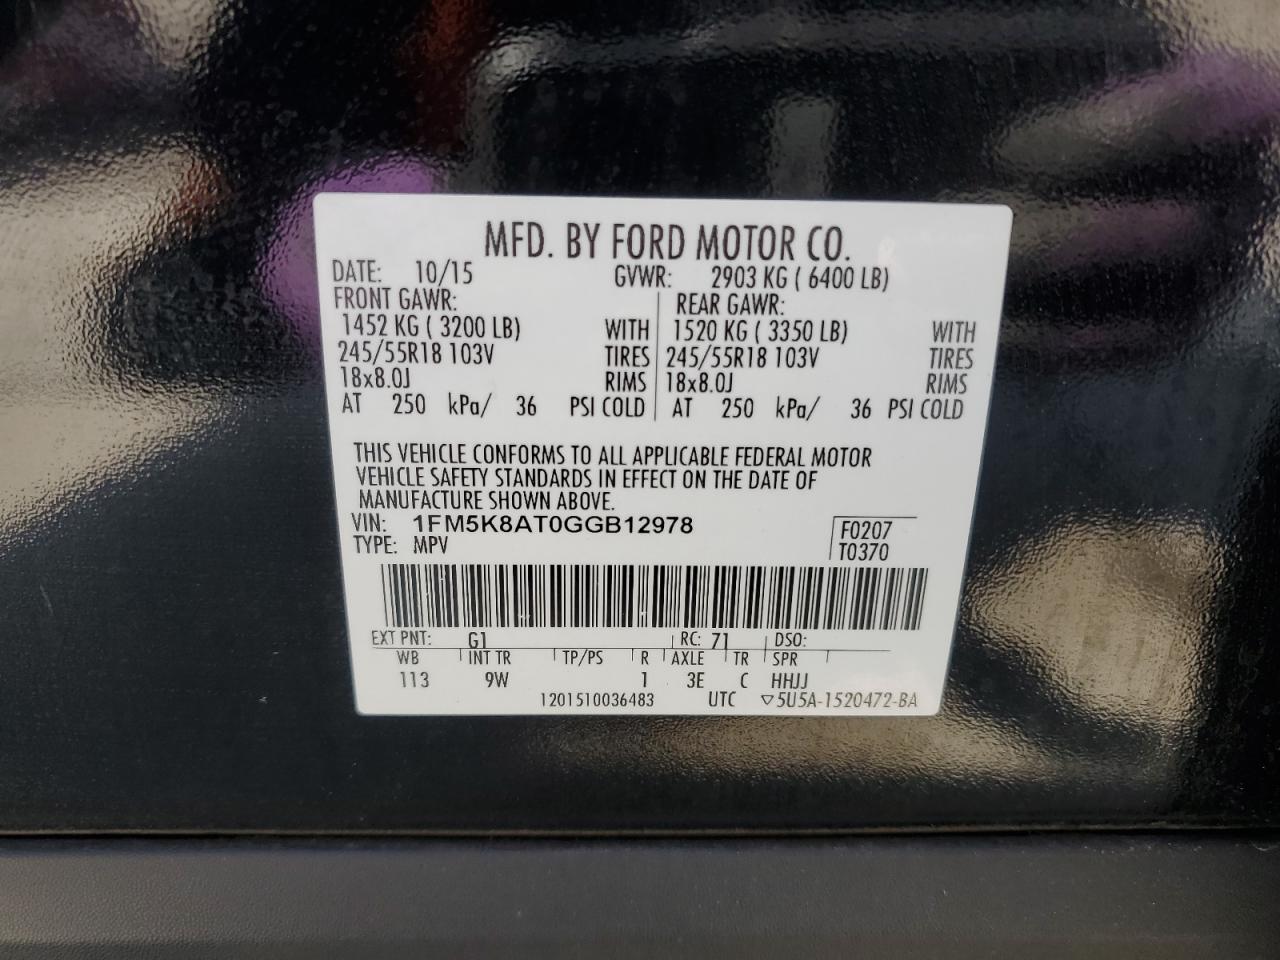 MFD. BY FORD MOTOR CO.
DATE: 10/15 GVWR: 2903 KG ( 6400 LB)
FRONT GAWR: REAR GAWR:
1452 KG ( 3200 LB) WITH 1520 KG ( 3350 LB) WITH
245/55R18 103V TIRES 245/55R18 103V TIRES
18x8.0J RIMS 18x8.0J RIMS
AT 250 kPa/ 36 PSI COLD AT 250 kPa/ 36 PSI COLD
THIS VEHICLE CONFORMS TO ALL APPLICABLE FEDERAL MOTOR
VEHICLE SAFETY STANDARDS IN EFFECT ON THE DATE OF
MANUFACTURE SHOWN ABOVE.
VIN: 1FM5K8AT0GGB12978 F0207
TYPE: MPV T0370
EXT PNT: G1 RC: 71 DSO:
WB INT TR TP/PS R AXLE TR SPR
113 9W 1 3E C HHJJ
1201510036483 UTC ▽5U5A-1520472-BA